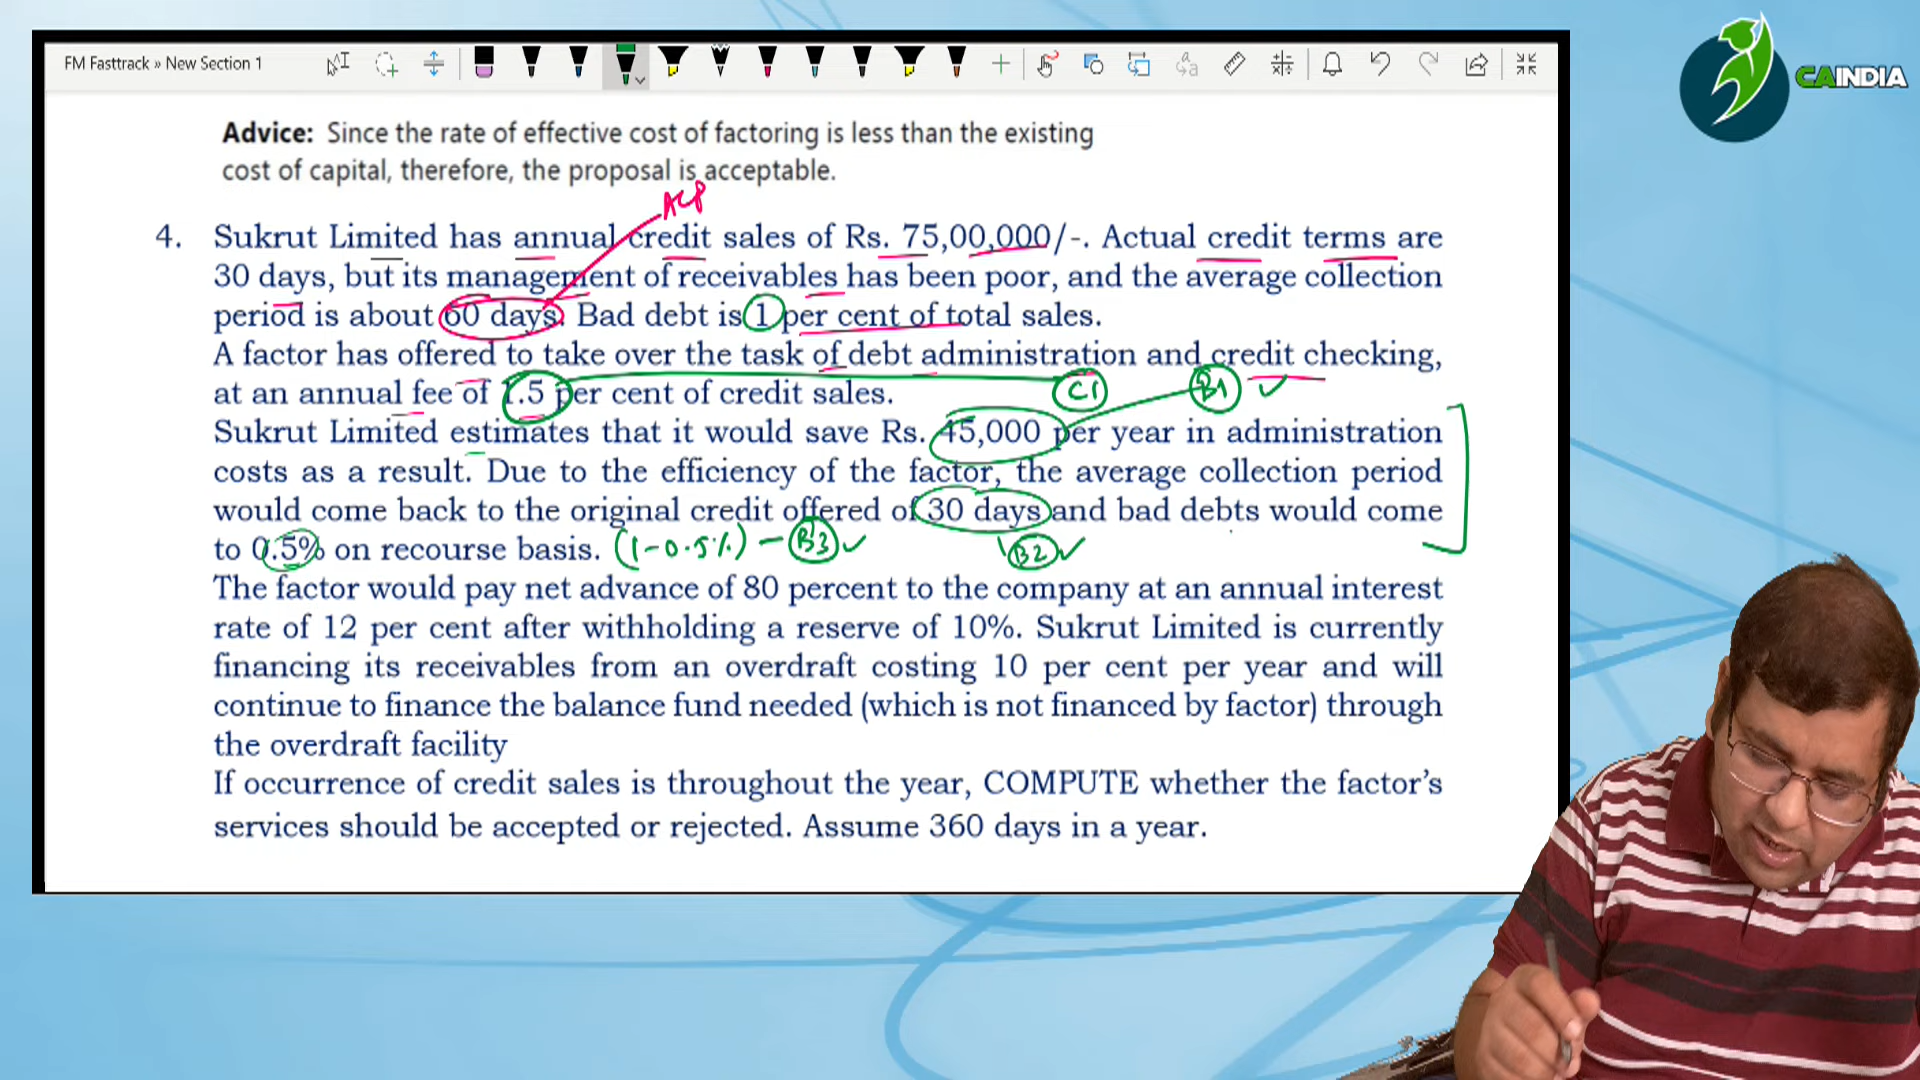 FM Fasttrack » New Section 1
CAINDIA
Advice: Since the rate of effective cost of factoring is less than the existing
cost of capital, therefore, the proposal is acceptable.
ACP
4. Sukrut Limited has annual credit sales of Rs. 75,00,000/-. Actual credit terms are
30 days, but its management of receivables has been poor, and the average collection
period is about 60 days. Bad debt is 1 per cent of total sales.
A factor has offered to take over the task of debt administration and credit checking,
at an annual fee of 1.5 per cent of credit sales. C1 B1 ✓
Sukrut Limited estimates that it would save Rs. 45,000 per year in administration
costs as a result. Due to the efficiency of the factor, the average collection period
would come back to the original credit offered of 30 days and bad debts would come
to 0.5% on recourse basis. (1-0.5%) - B3 ✓ B2 ✓
The factor would pay net advance of 80 percent to the company at an annual interest
rate of 12 per cent after withholding a reserve of 10%. Sukrut Limited is currently
financing its receivables from an overdraft costing 10 per cent per year and will
continue to finance the balance fund needed (which is not financed by factor) through
the overdraft facility
If occurrence of credit sales is throughout the year, COMPUTE whether the factor's
services should be accepted or rejected. Assume 360 days in a year.